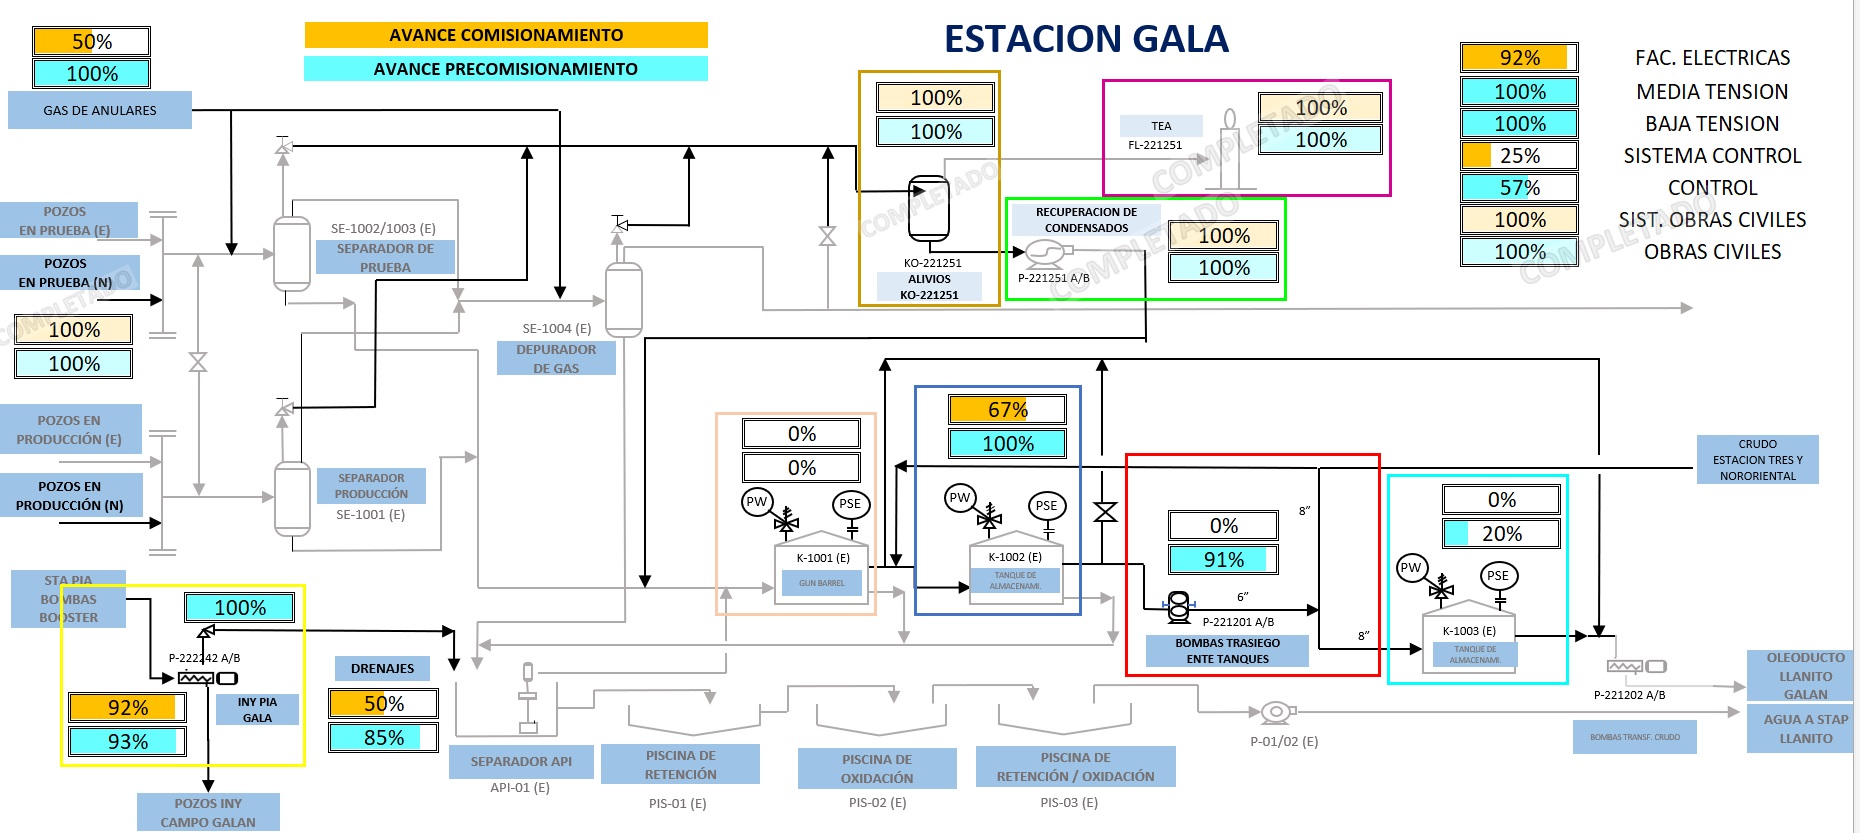 ESTACION GALA
AVANCE COMISIONAMIENTO
AVANCE PRECOMISIONAMIENTO
50%
100%
GAS DE ANULARES
92%
FAC. ELECTRICAS
100%
MEDIA TENSION
100%
BAJA TENSION
25%
SISTEMA CONTROL
57%
CONTROL
100%
SIST. OBRAS CIVILES
100%
OBRAS CIVILES
COMPLETADO
100%
100%
COMPLETADO
KO-221251
ALIVIOS
KO-221251
TEA
FL-221251
100%
100%
COMPLETADO
RECUPERACION DE
CONDENSADOS
P-221251 A/B
100%
100%
COMPLETADO
POZOS
EN PRUEBA (E)
POZOS
EN PRUEBA (N)
COMPLETADO
100%
100%
SE-1002/1003 (E)
SEPARADOR DE
PRUEBA
SE-1004 (E)
DEPURADOR
DE GAS
POZOS EN
PRODUCCIÓN (E)
POZOS EN
PRODUCCIÓN (N)
SEPARADOR
PRODUCCIÓN
SE-1001 (E)
0%
0%
PW
PSE
K-1001 (E)
GUN BARREL
67%
100%
PW
PSE
K-1002 (E)
TANQUE DE
ALMACENAMI.
0%
91%
8”
6”
P-221201 A/B
8”
BOMBAS TRASIEGO
ENTE TANQUES
CRUDO
ESTACION TRES Y
NORORIENTAL
0%
20%
PW
PSE
K-1003 (E)
TANQUE DE
ALMACENAMI.
P-221202 A/B
BOMBAS TRANSF. CRUDO
OLEODUCTO
LLANITO
GALAN
AGUA A STAP
LLANITO
STA PIA
BOMBAS
BOOSTER
100%
P-222242 A/B
INY PIA
GALA
92%
93%
POZOS INY
CAMPO GALAN
DRENAJES
50%
85%
SEPARADOR API
API-01 (E)
PISCINA DE
RETENCIÓN
PIS-01 (E)
PISCINA DE
OXIDACIÓN
PIS-02 (E)
PISCINA DE
RETENCIÓN / OXIDACIÓN
PIS-03 (E)
P-01/02 (E)